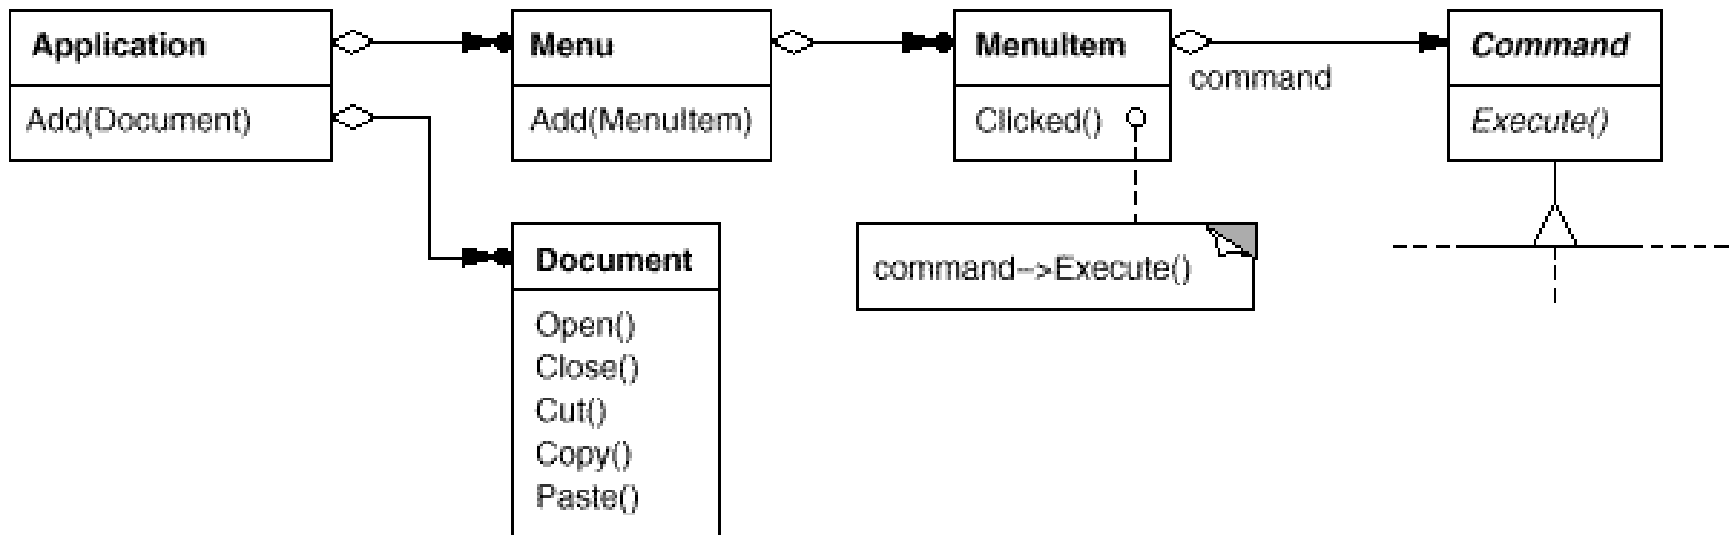 Application
Add(Document)
Menu
Add(MenuItem)
MenuItem
Clicked()
command
Command
Execute()
command–>Execute()
Document
Open()
Close()
Cut()
Copy()
Paste()